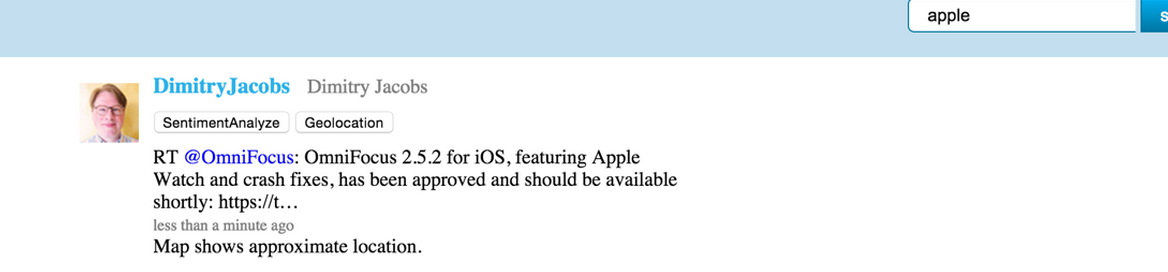 apple
DimitryJacobs Dimitry Jacobs
SentimentAnalyze Geolocation
RT @OmniFocus: OmniFocus 2.5.2 for iOS, featuring Apple
Watch and crash fixes, has been approved and should be available
shortly: https://t…
less than a minute ago
Map shows approximate location.